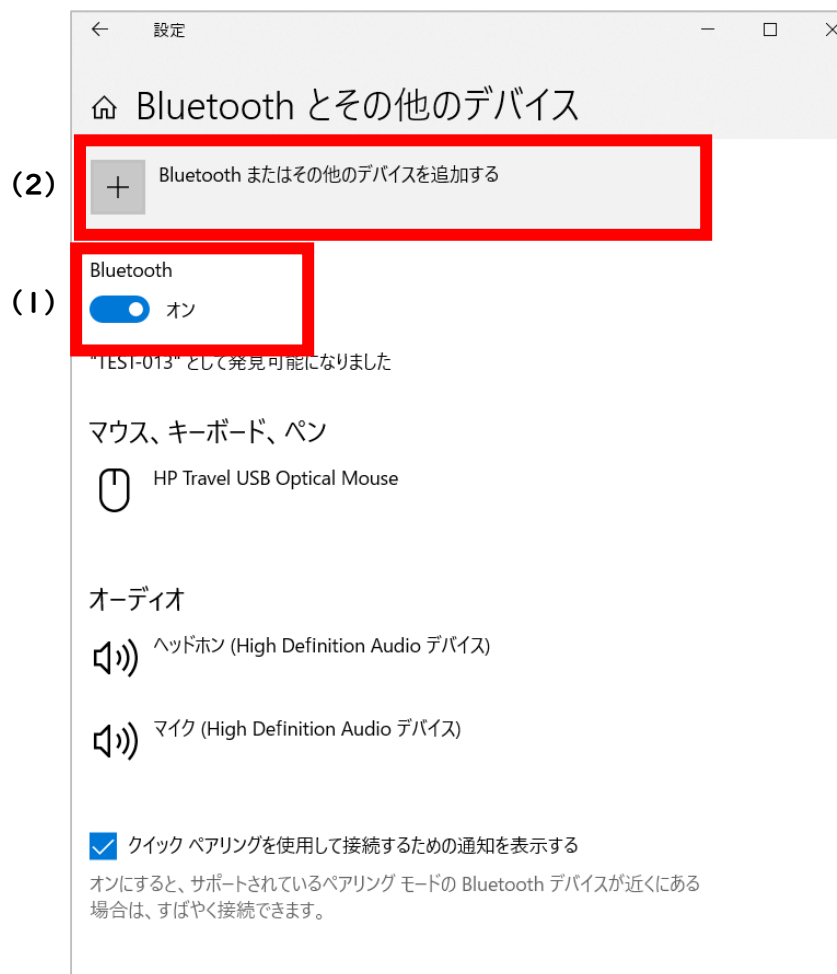 設定
Bluetooth とその他のデバイス
(2)
Bluetooth またはその他のデバイスを追加する
Bluetooth
(1)
オン
"TEST-013" として発見可能になりました
マウス、キーボード、ペン
HP Travel USB Optical Mouse
オーディオ
ヘッドホン (High Definition Audio デバイス)
マイク (High Definition Audio デバイス)
クイック ペアリングを使用して接続するための通知を表示する
オンにすると、サポートされているペアリング モードの Bluetooth デバイスが近くにある
場合は、すばやく接続できます。